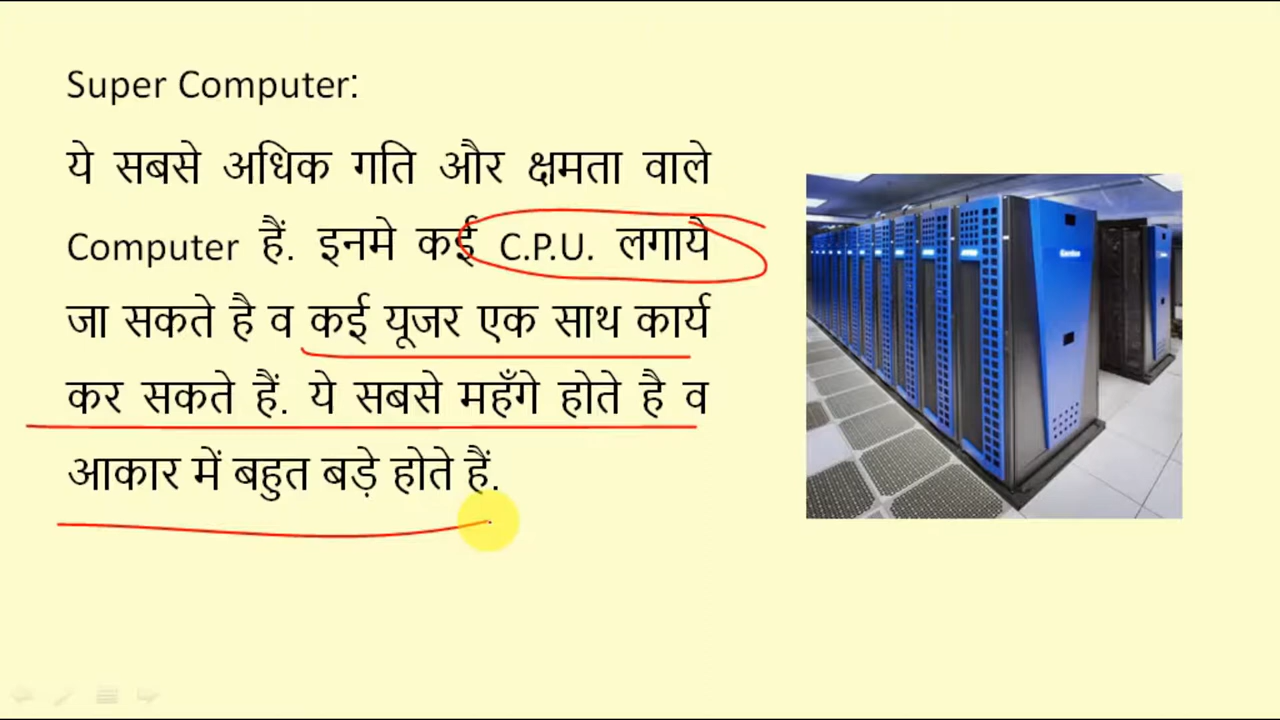 Super Computer:
ये सबसे अधिक गति और क्षमता वाले
Computer हैं. इनमे कई C.P.U. लगाये
जा सकते है व कई यूजर एक साथ कार्य
कर सकते हैं. ये सबसे महँगे होते है व
आकार में बहुत बड़े होते हैं.